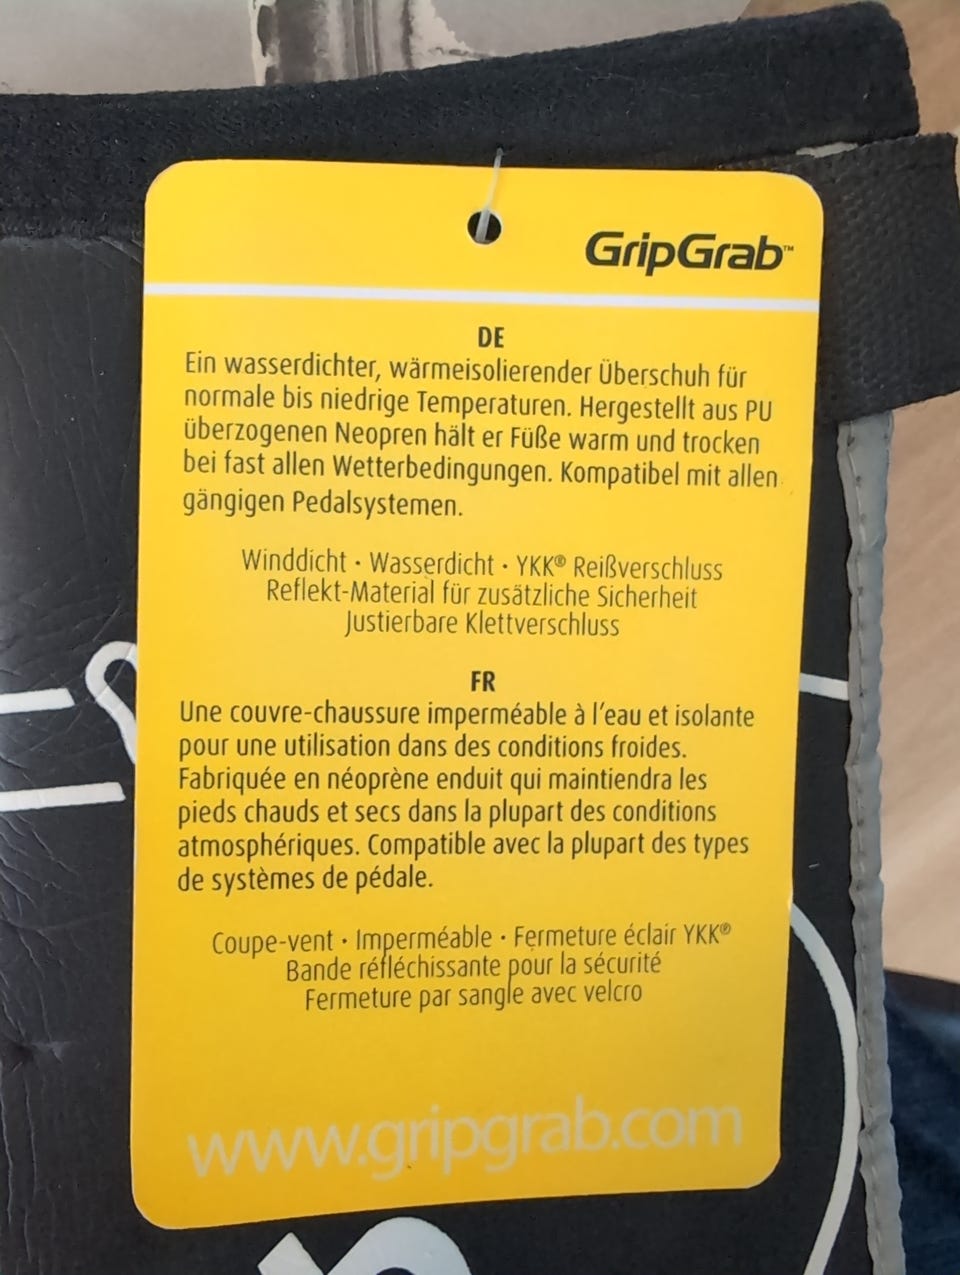 GripGrab™
DE
Ein wasserdichter, wärmeisolierender Überschuh für
normale bis niedrige Temperaturen. Hergestellt aus PU
überzogenen Neopren hält er Füße warm und trocken
bei fast allen Wetterbedingungen. Kompatibel mit allen
gängigen Pedalsystemen.
Winddicht · Wasserdicht · YKK® Reißverschluss
Reflekt-Material für zusätzliche Sicherheit
Justierbare Klettverschluss
FR
Une couvre-chaussure imperméable à l'eau et isolante
pour une utilisation dans des conditions froides.
Fabriquée en néoprène enduit qui maintiendra les
pieds chauds et secs dans la plupart des conditions
atmosphériques. Compatible avec la plupart des types
de systèmes de pédale.
Coupe-vent · Imperméable · Fermeture éclair YKK®
Bande réfléchissante pour la sécurité
Fermeture par sangle avec velcro
www.gripgrab.com